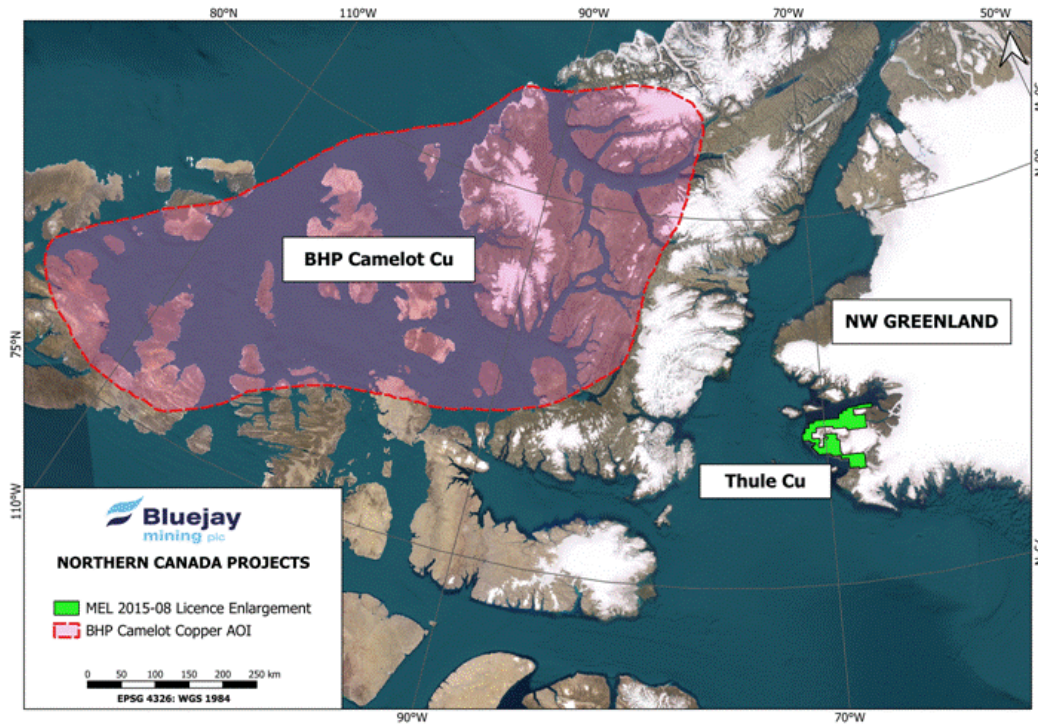 80°N
110°W
90°W
70°W
50°W
BHP Camelot Cu
NW GREENLAND
75°N
Thule Cu
110°W
Bluejay
mining plc
NORTHERN CANADA PROJECTS
MEL 2015-08 Licence Enlargement
BHP Camelot Copper AOI
0 50 100 150 200 250 km
EPSG 4326: WGS 1984
90°W
70°W